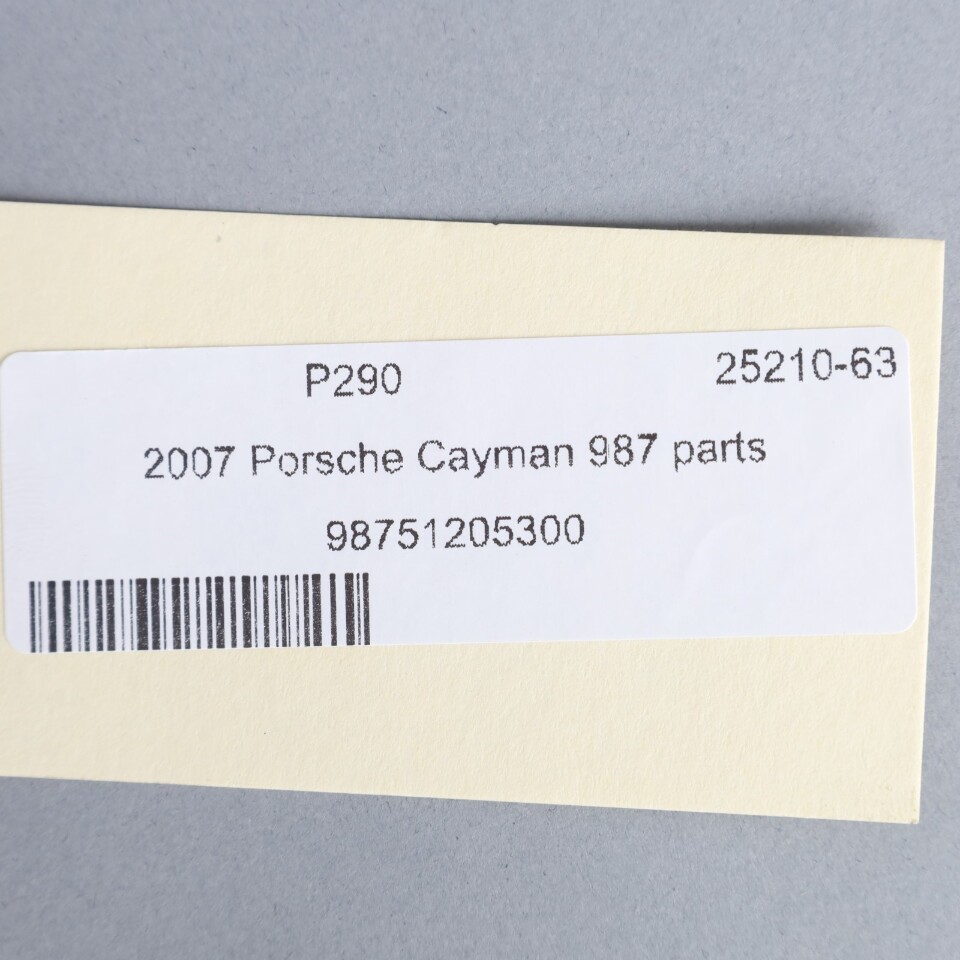 P290 25210-63
2007 Porsche Cayman 987 parts
98751205300